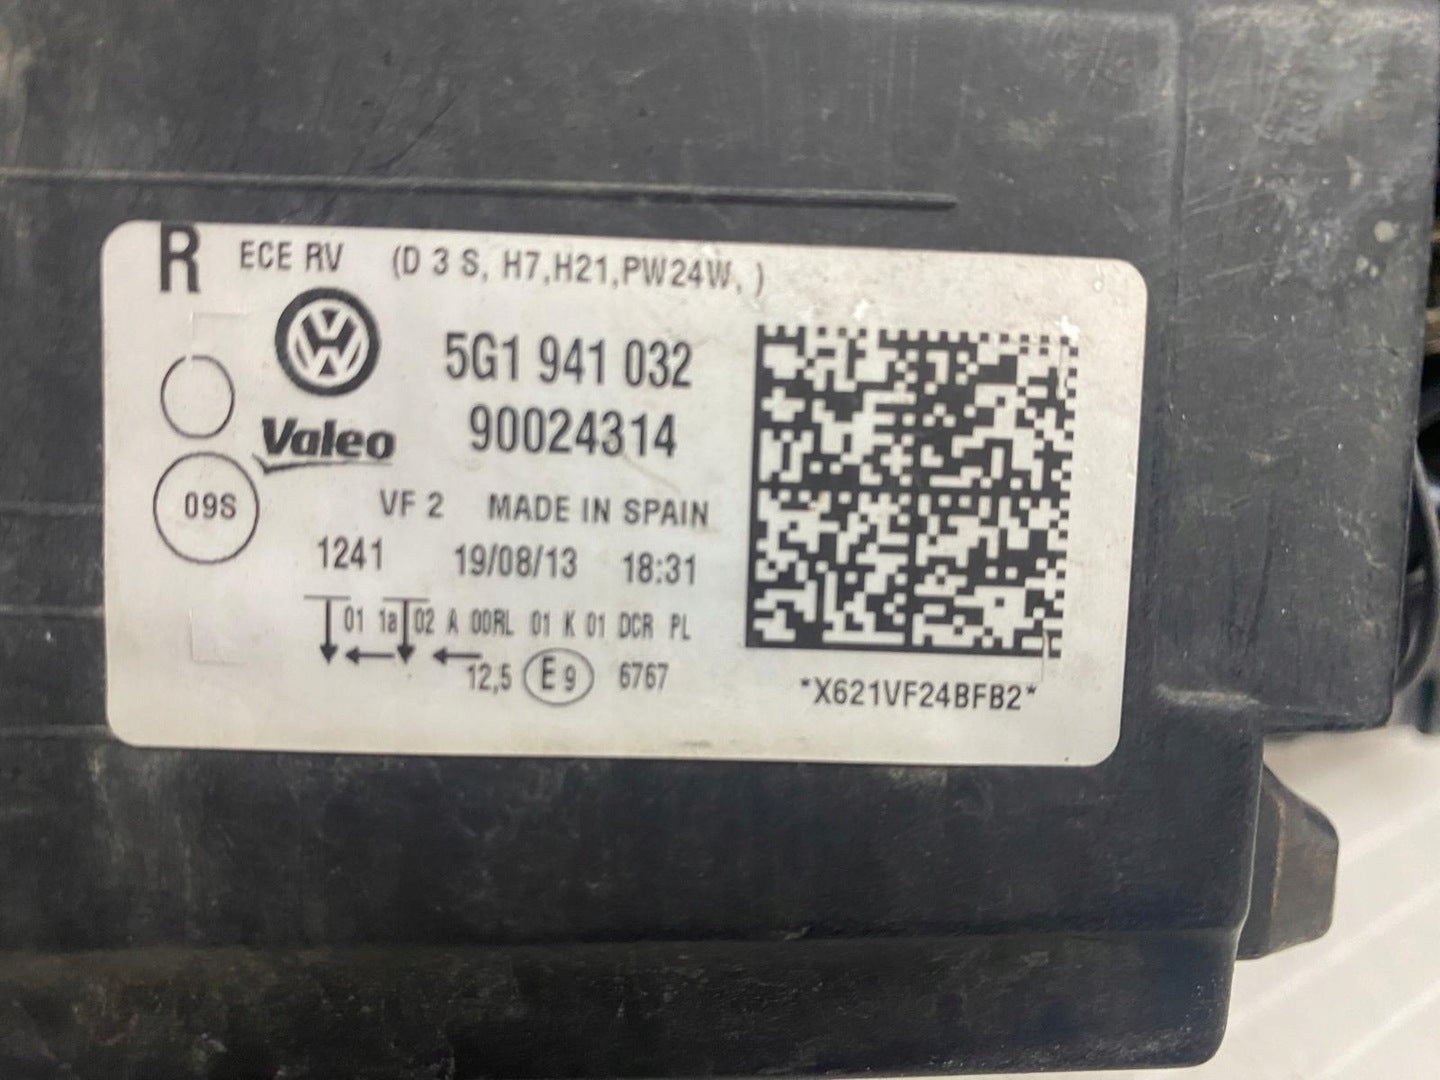 R ECE RV (D 3 S, H7,H21,PW24W, )
5G1 941 032
Valeo 90024314
09S VF 2 MADE IN SPAIN
1241 19/08/13 18:31
01 1a 02 A 00RL 01 K 01 DCR PL
12,5 E9 6767
*X621VF24BFB2*